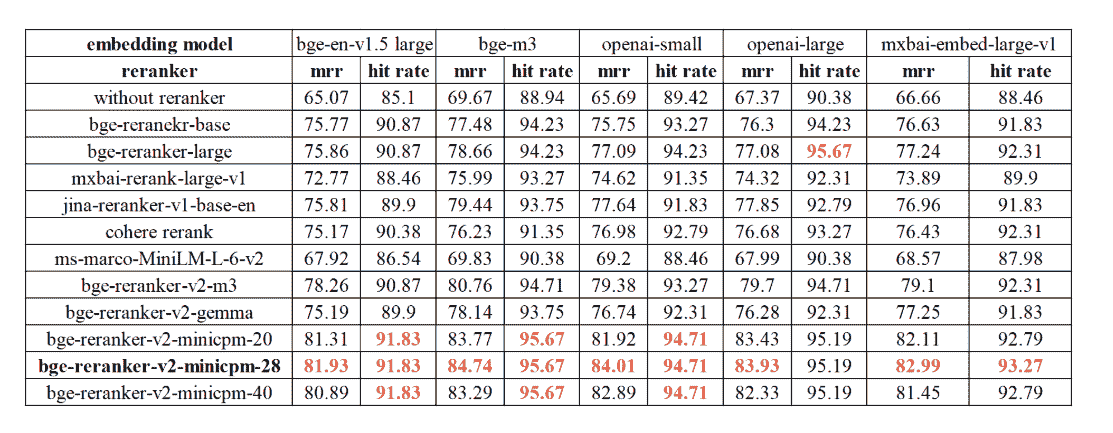 embedding model bge-en-v1.5 large bge-m3 openai-small openai-large mxbai-embed-large-v1
reranker mrr hit rate mrr hit rate mrr hit rate mrr hit rate mrr hit rate
without reranker 65.07 85.1 69.67 88.94 65.69 89.42 67.37 90.38 66.66 88.46
bge-reranekr-base 75.77 90.87 77.48 94.23 75.75 93.27 76.3 94.23 76.63 91.83
bge-reranker-large 75.86 90.87 78.66 94.23 77.09 94.23 77.08 95.67 77.24 92.31
mxbai-rerank-large-v1 72.77 88.46 75.99 93.27 74.62 91.35 74.32 92.31 73.89 89.9
jina-reranker-v1-base-en 75.81 89.9 79.44 93.75 77.64 91.83 77.85 92.79 76.96 91.83
cohere rerank 75.17 90.38 76.23 91.35 76.98 92.79 76.68 93.27 76.43 92.31
ms-marco-MiniLM-L-6-v2 67.92 86.54 69.83 90.38 69.2 88.46 67.99 90.38 68.57 87.98
bge-reranker-v2-m3 78.26 90.87 80.76 94.71 79.38 93.27 79.7 94.71 79.1 92.31
bge-reranker-v2-gemma 75.19 89.9 78.14 93.75 76.74 92.31 76.28 92.31 77.25 91.83
bge-reranker-v2-minicpm-20 81.31 91.83 83.77 95.67 81.92 94.71 83.43 95.19 82.11 92.79
bge-reranker-v2-minicpm-28 81.93 91.83 84.74 95.67 84.01 94.71 83.93 95.19 82.99 93.27
bge-reranker-v2-minicpm-40 80.89 91.83 83.29 95.67 82.89 94.71 82.33 95.19 81.45 92.79